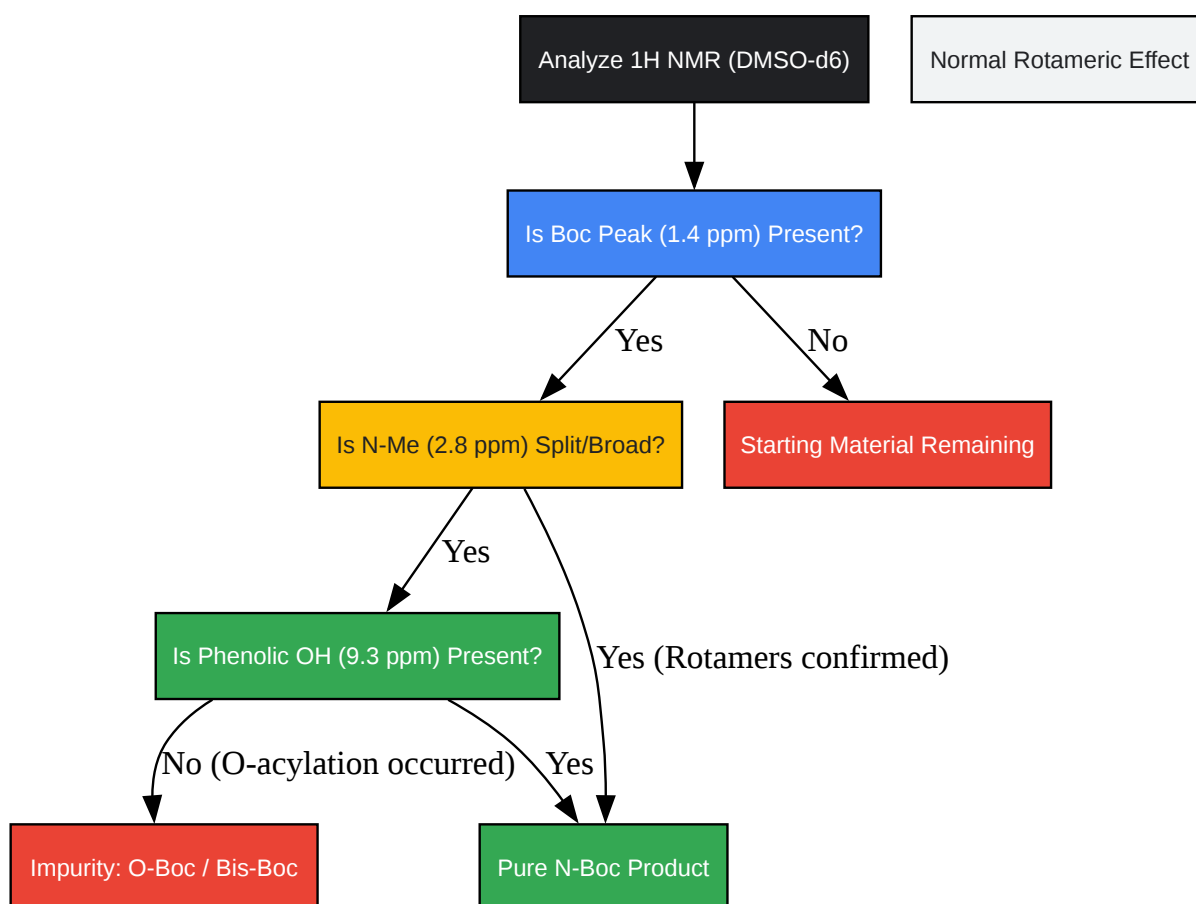 Analyze 1H NMR (DMSO-d6)
Normal Rotameric Effect
Is Boc Peak (1.4 ppm) Present?
Yes
No
Is N-Me (2.8 ppm) Split/Broad?
Starting Material Remaining
Yes
Is Phenolic OH (9.3 ppm) Present?
Yes (Rotamers confirmed)
No (O-acylation occurred)
Yes
Impurity: O-Boc / Bis-Boc
Pure N-Boc Product